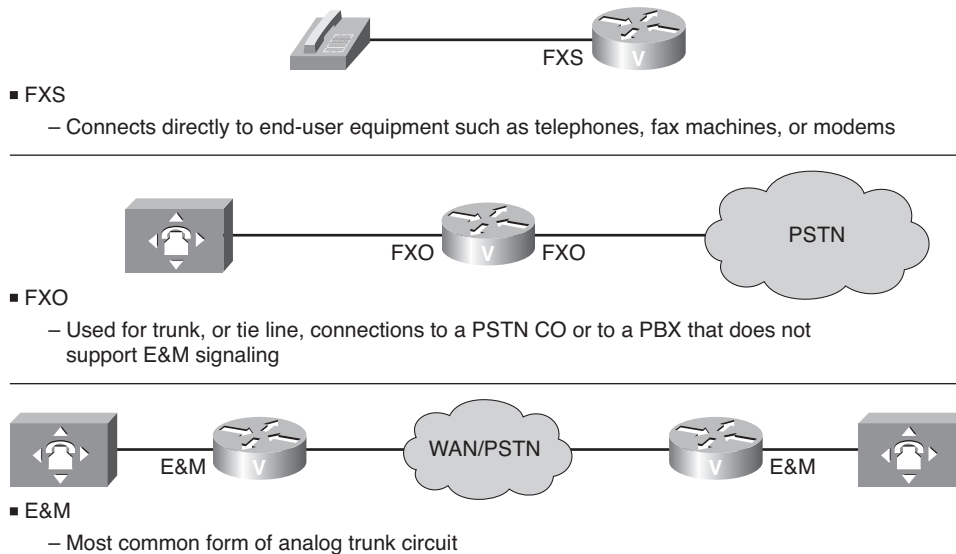 FXS
V
■ FXS
– Connects directly to end-user equipment such as telephones, fax machines, or modems
FXO
V
FXO
PSTN
■ FXO
– Used for trunk, or tie line, connections to a PSTN CO or to a PBX that does not
support E&M signaling
E&M
V
WAN/PSTN
V
E&M
■ E&M
– Most common form of analog trunk circuit